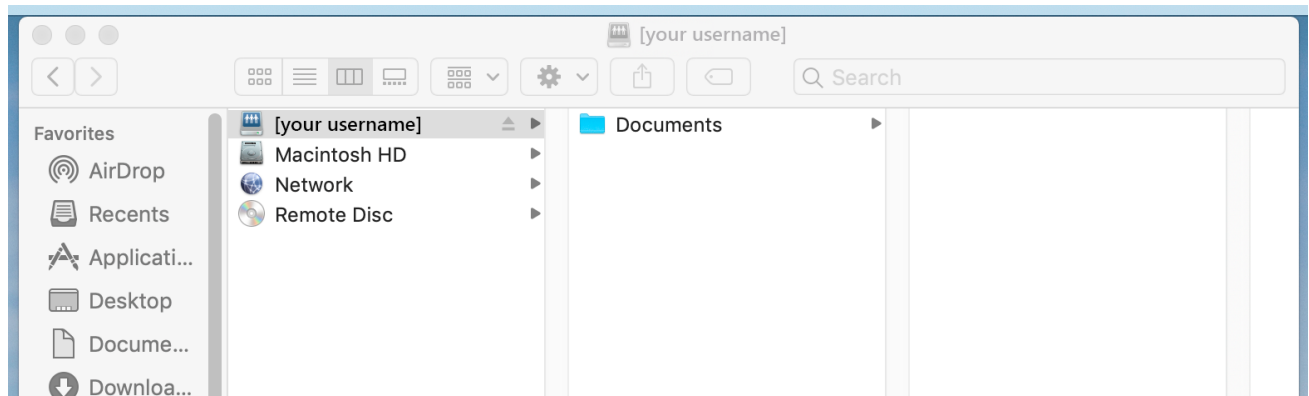 [your username]
Search
Favorites
AirDrop
Recents
Applicati...
Desktop
Docume...
Downloa...
[your username]
Macintosh HD
Network
Remote Disc
Documents